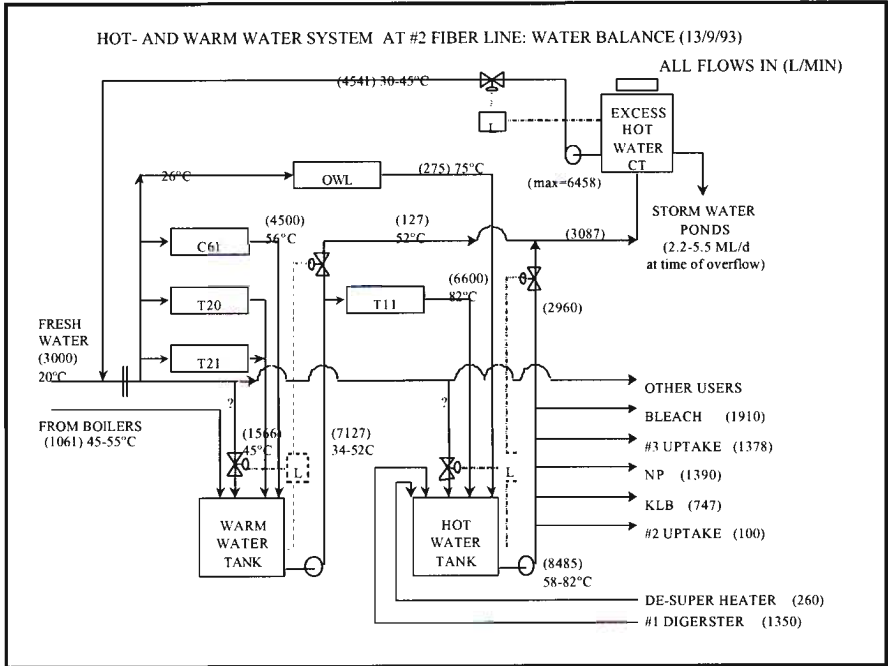 HOT- AND WARM WATER SYSTEM AT #2 FIBER LINE: WATER BALANCE (13/9/93)
ALL FLOWS IN (L/MIN)
(4541) 30-45°C
L
EXCESS
HOT
WATER
CT
(max=6458)
STORM WATER
PONDS
(2.2-5.5 ML/d
at time of overflow)
26°C
OWL
(275) 75°C
C61
(4500)
56°C
(127)
52°C
(3087)
T20
T11
(6600)
82°C
(2960)
FRESH
WATER
(3000)
20°C
T21
FROM BOILERS
(1061) 45-55°C
?
(1566)
45°C
L
(7127)
34-52C
?
L
OTHER USERS
BLEACH (1910)
#3 UPTAKE (1378)
NP (1390)
KLB (747)
#2 UPTAKE (100)
WARM
WATER
TANK
HOT
WATER
TANK
(8485)
58-82°C
DE-SUPER HEATER (260)
#1 DIGERSTER (1350)